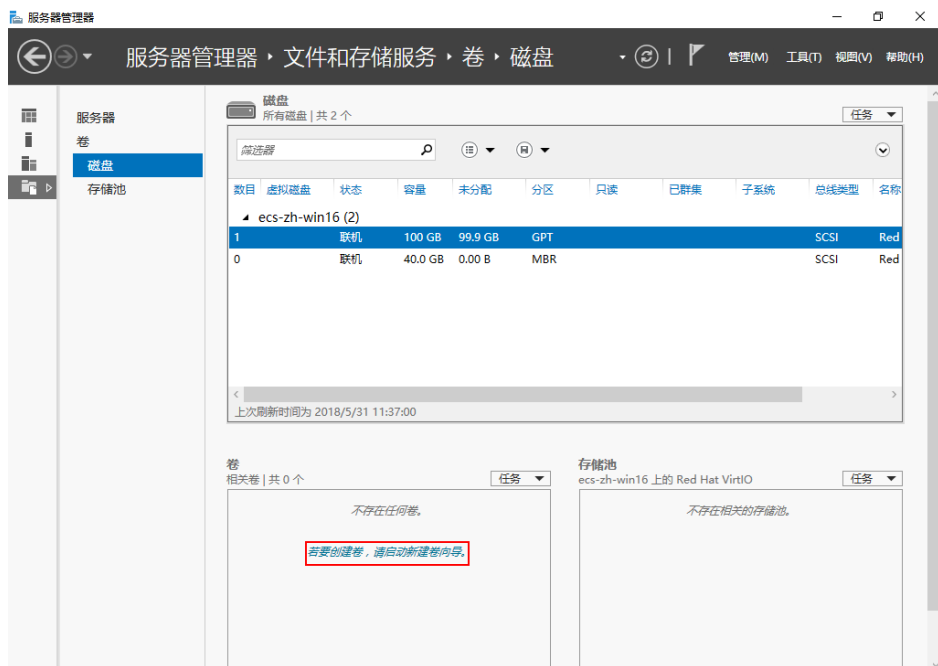 服务器管理器
服务器管理器 · 文件和存储服务 · 卷 · 磁盘
管理(M) 工具(T) 视图(V) 帮助(H)
服务器
卷
磁盘
存储池
磁盘
所有磁盘 | 共 2 个
任务
筛选器
数目 虚拟磁盘 状态 容量 未分配 分区 只读 已群集 子系统 总线类型 名称
ecs-zh-win16 (2)
1 联机 100 GB 99.9 GB GPT SCSI Red
0 联机 40.0 GB 0.00 B MBR SCSI Red
上次刷新时间为 2018/5/31 11:37:00
卷
相关卷 | 共 0 个
任务
不存在任何卷。
若要创建卷，请启动新建卷向导。
存储池
ecs-zh-win16 上的 Red Hat VirtIO
任务
不存在相关的存储池。